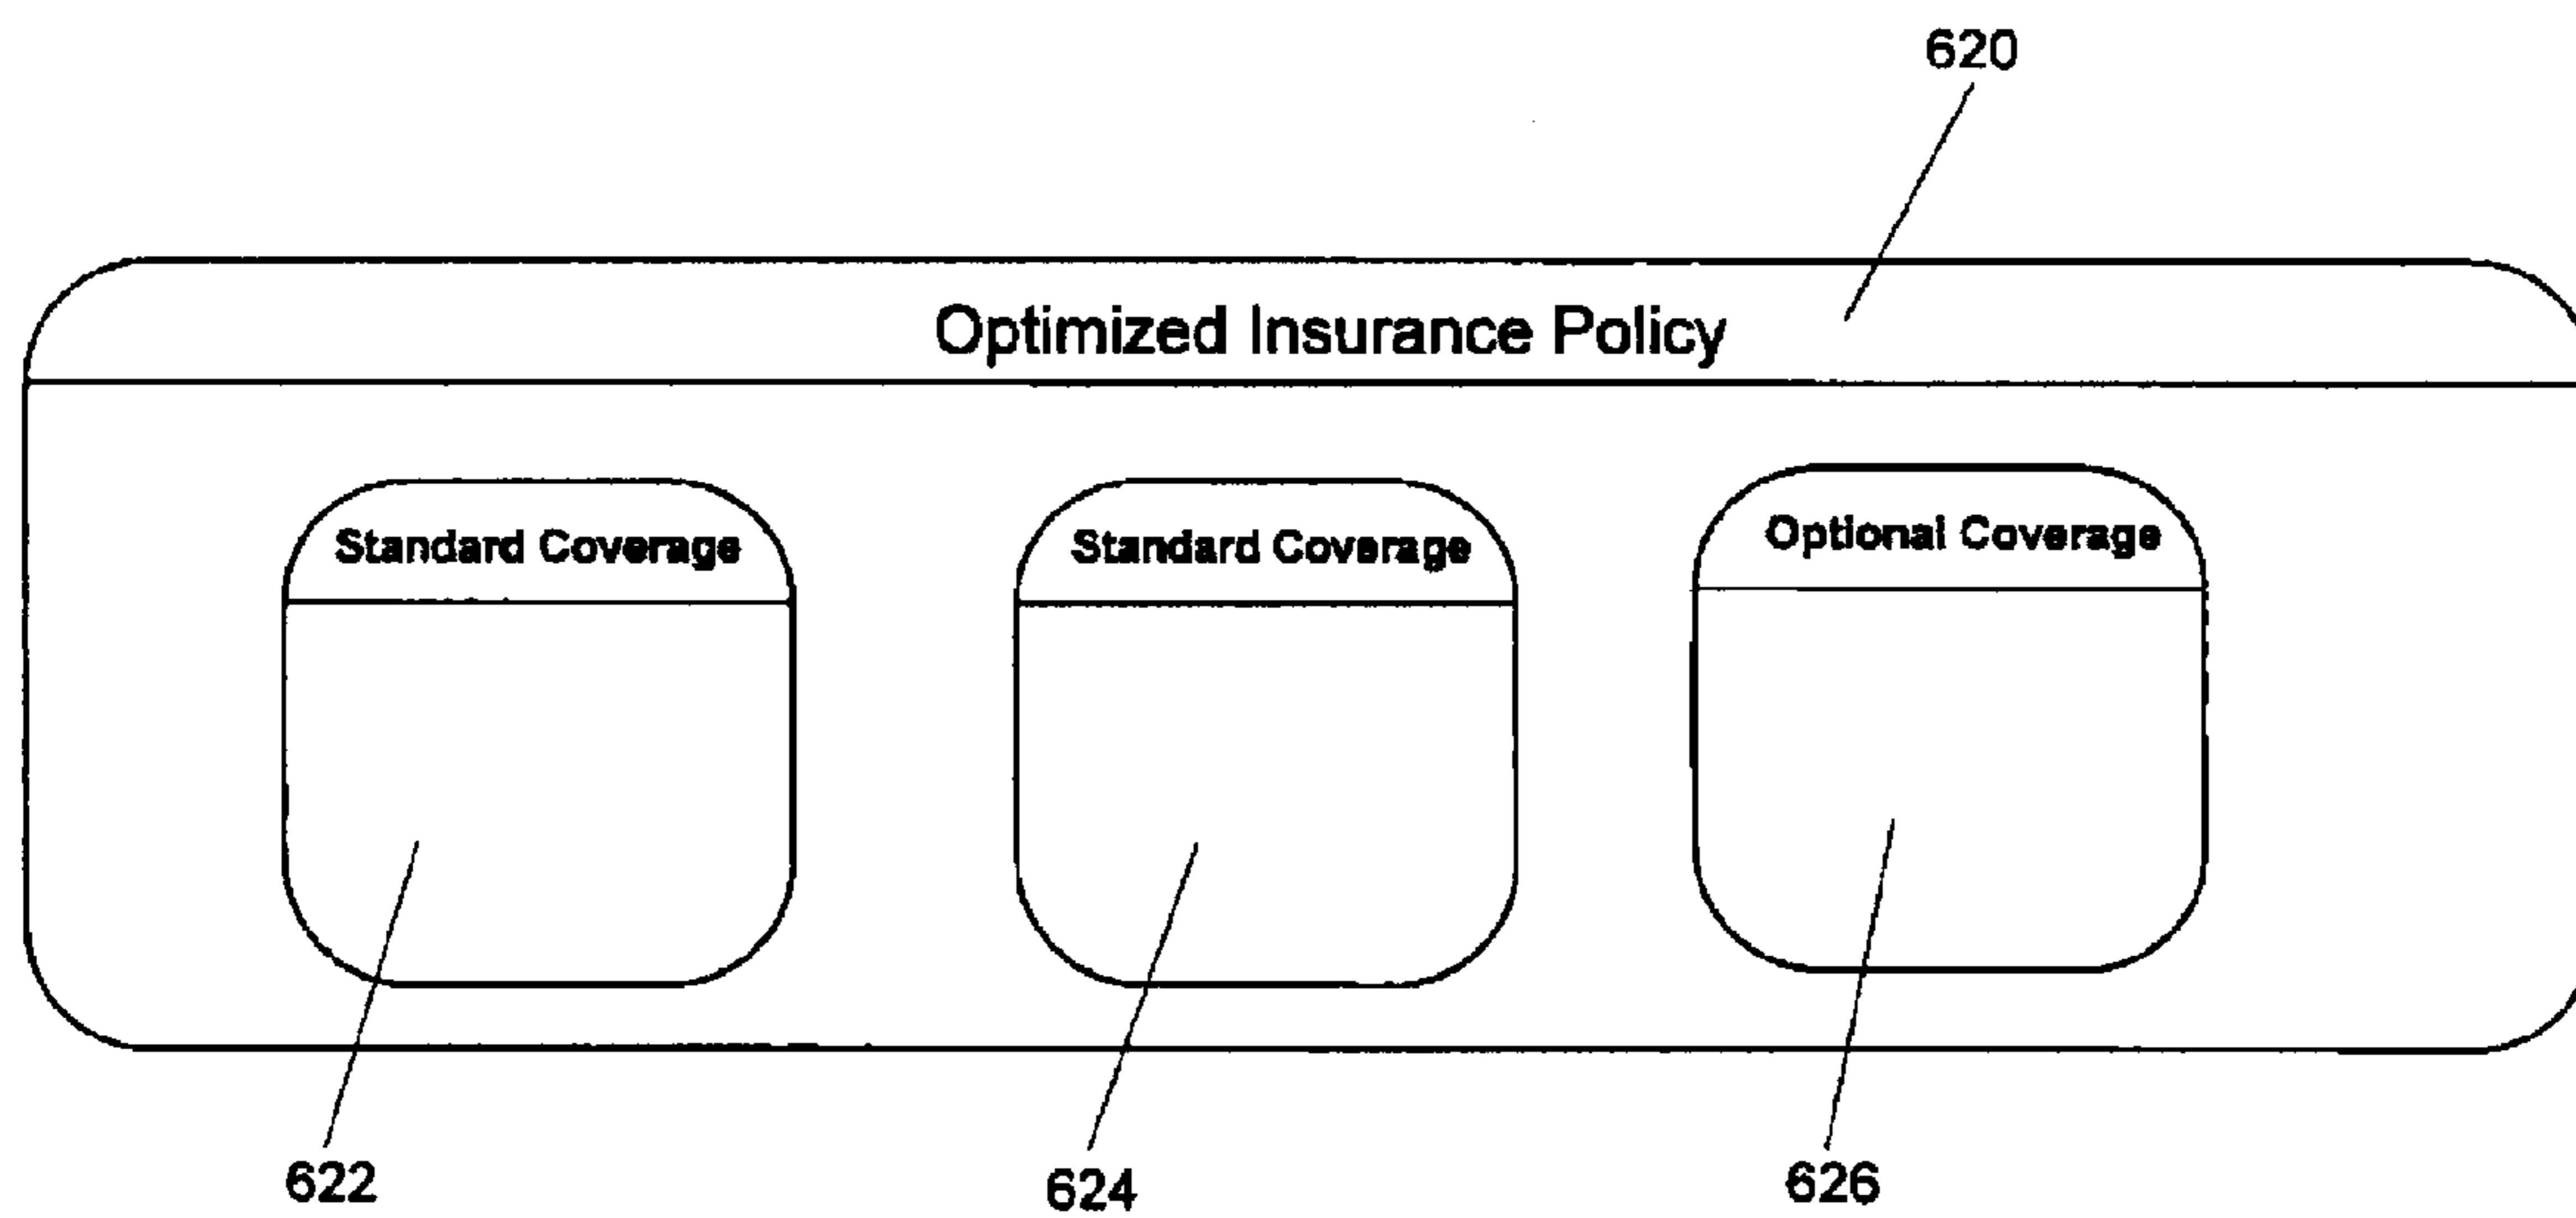 620
Optimized Insurance Policy
Standard Coverage
Standard Coverage
Optional Coverage
622
624
626